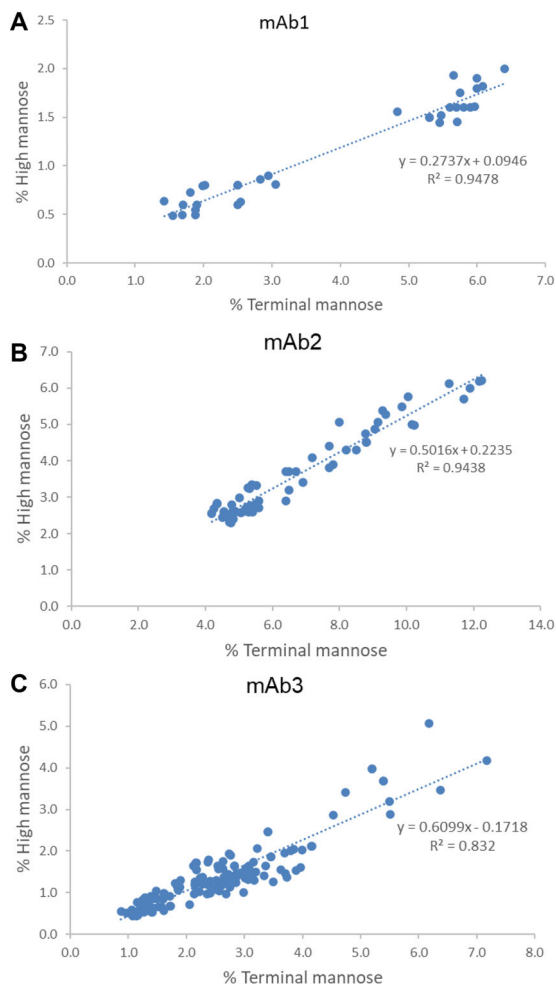 A
mAb1
2.5
2.0
1.5
1.0
0.5
0.0
% High mannose
y = 0.2737x + 0.0946
R² = 0.9478
0.0 1.0 2.0 3.0 4.0 5.0 6.0 7.0
% Terminal mannose
B
mAb2
7.0
6.0
5.0
4.0
3.0
2.0
1.0
0.0
% High mannose
y = 0.5016x + 0.2235
R² = 0.9438
0.0 2.0 4.0 6.0 8.0 10.0 12.0 14.0
% Terminal mannose
C
mAb3
6.0
5.0
4.0
3.0
2.0
1.0
0.0
% High mannose
y = 0.6099x - 0.1718
R² = 0.832
0.0 1.0 2.0 3.0 4.0 5.0 6.0 7.0 8.0
% Terminal mannose